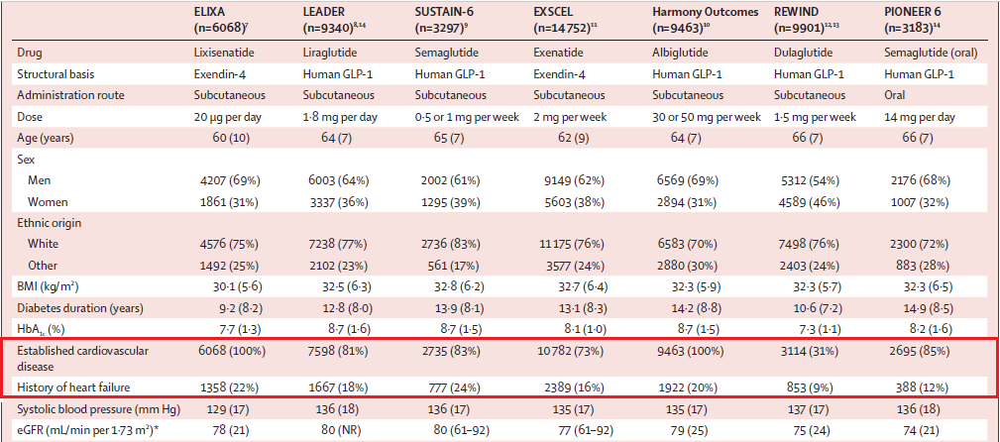 ELIXA LEADER SUSTAIN-6 EXSCEL Harmony Outcomes REWIND PIONEER 6
(n=6068)⁷ (n=9340)⁸,¹⁴ (n=3297)⁹ (n=14 752)¹¹ (n=9463)¹⁰ (n=9901)¹²,¹³ (n=3183)¹⁴
Drug Lixisenatide Liraglutide Semaglutide Exenatide Albiglutide Dulaglutide Semaglutide (oral)
Structural basis Exendin-4 Human GLP-1 Human GLP-1 Exendin-4 Human GLP-1 Human GLP-1 Human GLP-1
Administration route Subcutaneous Subcutaneous Subcutaneous Subcutaneous Subcutaneous Subcutaneous Oral
Dose 20 µg per day 1·8 mg per day 0·5 or 1 mg per week 2 mg per week 30 or 50 mg per week 1·5 mg per week 14 mg per day
Age (years) 60 (10) 64 (7) 65 (7) 62 (9) 64 (7) 66 (7) 66 (7)
Sex
Men 4207 (69%) 6003 (64%) 2002 (61%) 9149 (62%) 6569 (69%) 5312 (54%) 2176 (68%)
Women 1861 (31%) 3337 (36%) 1295 (39%) 5603 (38%) 2894 (31%) 4589 (46%) 1007 (32%)
Ethnic origin
White 4576 (75%) 7238 (77%) 2736 (83%) 11 175 (76%) 6583 (70%) 7498 (76%) 2300 (72%)
Other 1492 (25%) 2102 (23%) 561 (17%) 3577 (24%) 2880 (30%) 2403 (24%) 883 (28%)
BMI (kg/m²) 30·1 (5·6) 32·5 (6·3) 32·8 (6·2) 32·7 (6·4) 32·3 (5·9) 32·3 (5·7) 32·3 (6·5)
Diabetes duration (years) 9·2 (8·2) 12·8 (8·0) 13·9 (8·1) 13·1 (8·3) 14·2 (8·8) 10·6 (7·2) 14·9 (8·5)
HbA₁c (%) 7·7 (1·3) 8·7 (1·6) 8·7 (1·5) 8·1 (1·0) 8·7 (1·5) 7·3 (1·1) 8·2 (1·6)
Established cardiovascular 6068 (100%) 7598 (81%) 2735 (83%) 10 782 (73%) 9463 (100%) 3114 (31%) 2695 (85%)
disease
History of heart failure 1358 (22%) 1667 (18%) 777 (24%) 2389 (16%) 1922 (20%) 853 (9%) 388 (12%)
Systolic blood pressure (mm Hg) 129 (17) 136 (18) 136 (17) 135 (17) 135 (17) 137 (17) 136 (18)
eGFR (mL/min per 1·73 m²)* 78 (21) 80 (NR) 80 (61–92) 77 (61–92) 79 (25) 75 (24) 74 (21)